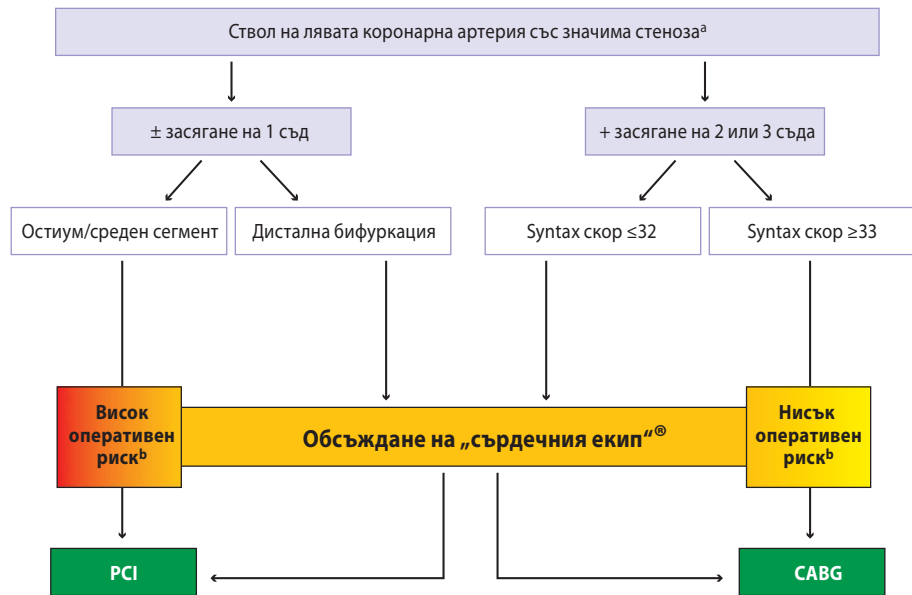 Ствол на лявата коронарна артерия със значима стенозаᵃ
± засягане на 1 съд
+ засягане на 2 или 3 съда
Остиум/среден сегмент
Дистална бифуркация
Syntax скор ≤32
Syntax скор ≥33
Висок
оперативен
рискᵇ
Обсъждане на „сърдечния екип“®
Нисък
оперативен
рискᵇ
PCI
CABG